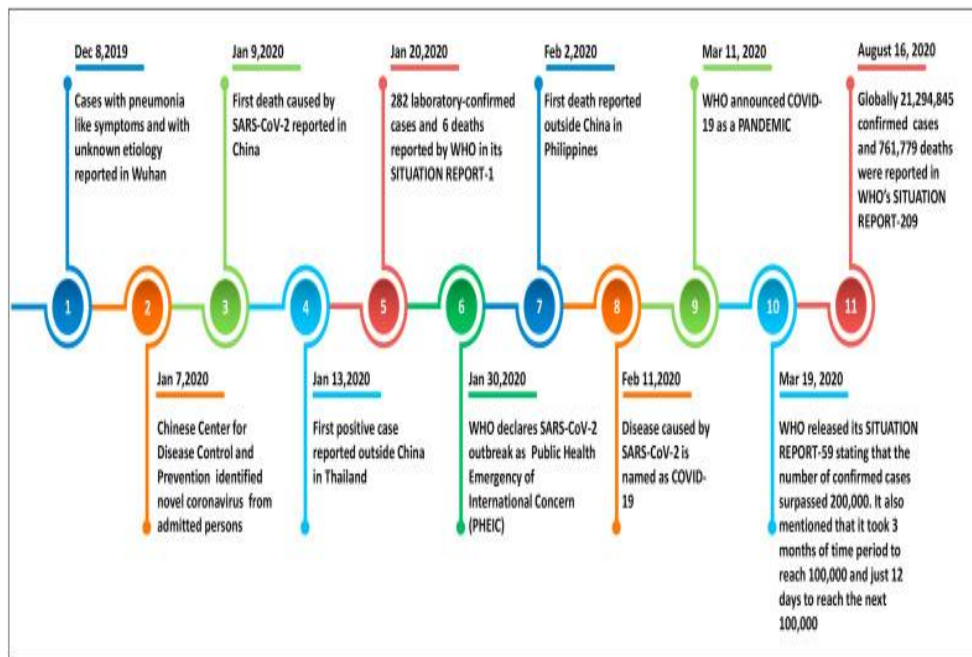 Dec 8,2019
Cases with pneumonia
like symptoms and with
unknown etiology
reported in Wuhan
Jan 9,2020
First death caused by
SARS-CoV-2 reported in
China
Jan 20,2020
282 laboratory-confirmed
cases and 6 deaths
reported by WHO in its
SITUATION REPORT-1
Feb 2,2020
First death reported
outside China in
Philippines
Mar 11, 2020
WHO announced COVID-
19 as a PANDEMIC
August 16, 2020
Globally 21,294,845
confirmed cases
and 761,779 deaths
were reported in
WHO's SITUATION
REPORT-209
1
2
3
4
5
6
7
8
9
10
11
Jan 7,2020
Chinese Center for
Disease Control and
Prevention identified
novel coronavirus from
admitted persons
Jan 13,2020
First positive case
reported outside China
in Thailand
Jan 30,2020
WHO declares SARS-CoV-2
outbreak as Public Health
Emergency of
International Concern
(PHEIC)
Feb 11,2020
Disease caused by
SARS-CoV-2 is
named as COVID-
19
Mar 19, 2020
WHO released its SITUATION
REPORT-59 stating that the
number of confirmed cases
surpassed 200,000. It also
mentioned that it took 3
months of time period to
reach 100,000 and just 12
days to reach the next
100,000